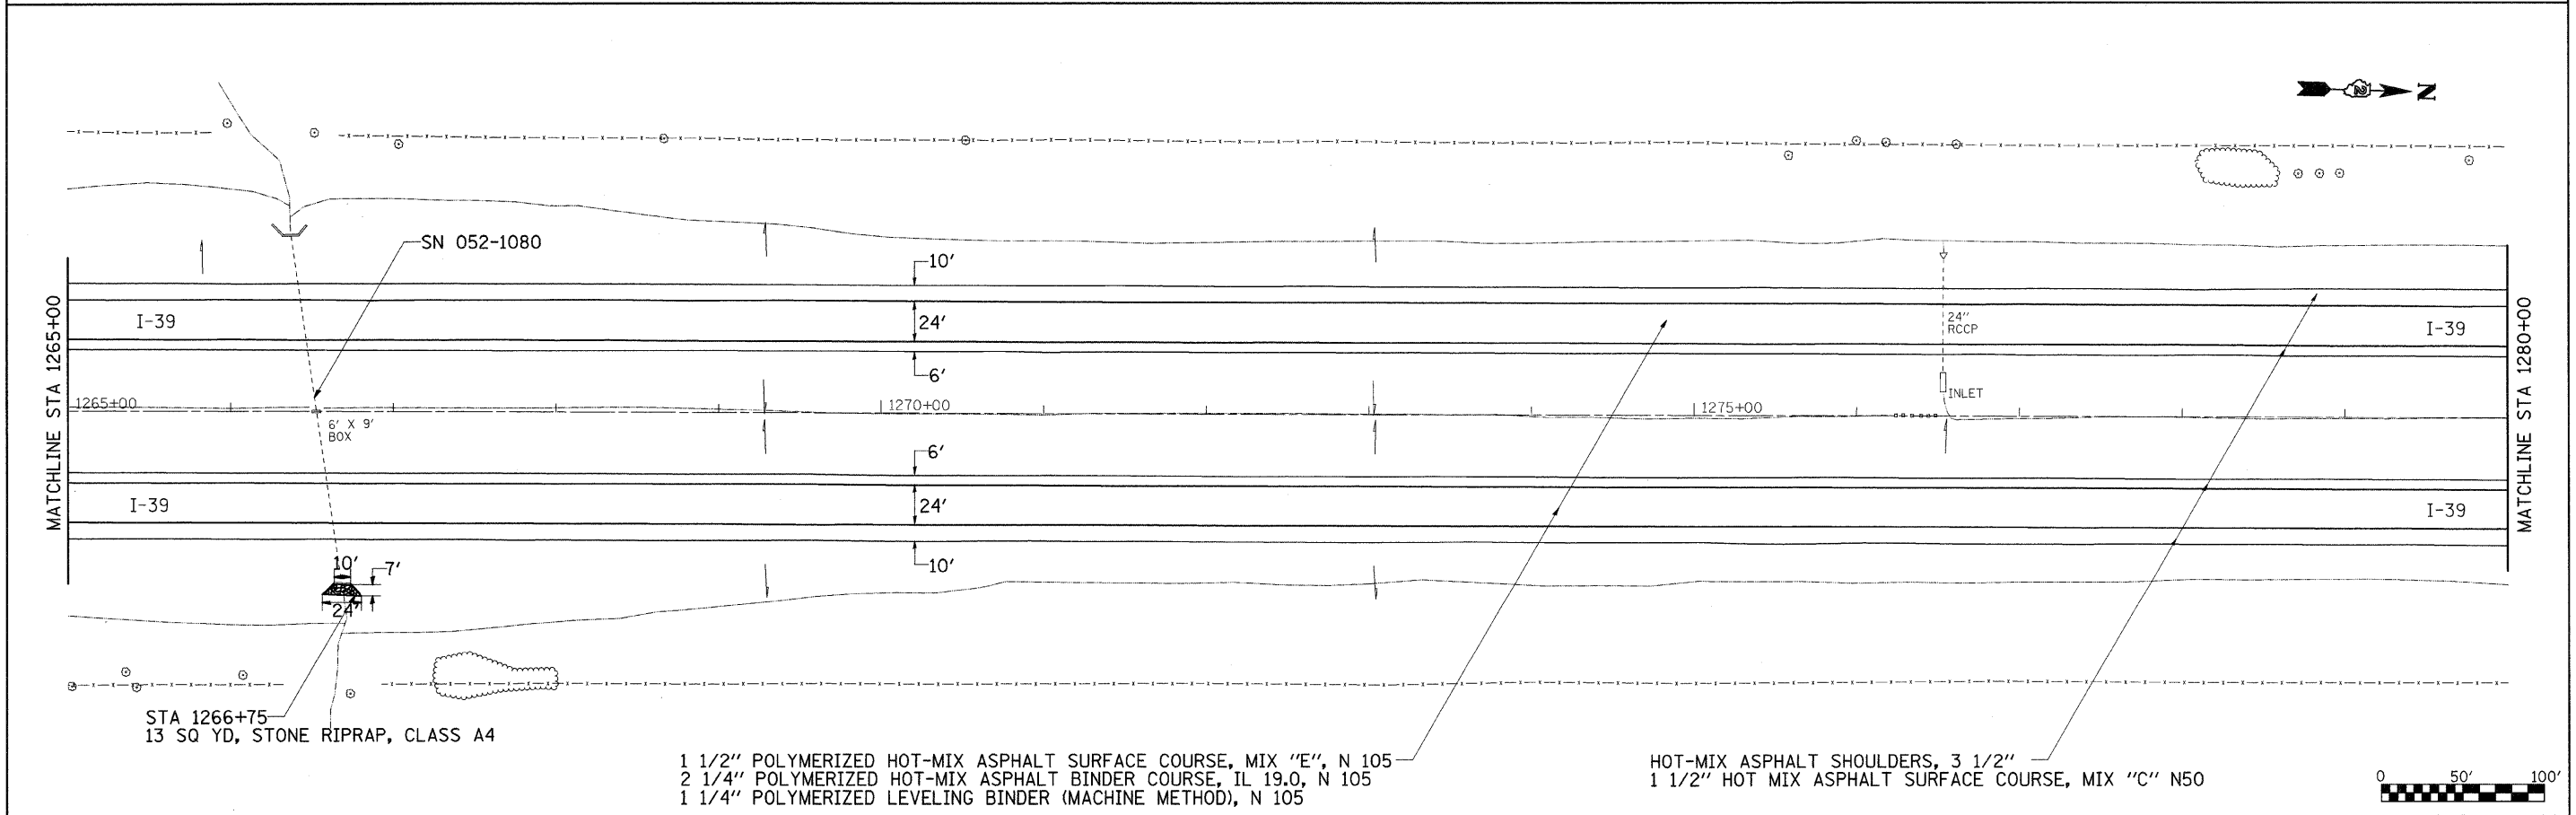 N
SN 052-1080
10'
MATCHLINE STA 1265+00
I-39
24'
24"
RCCP
I-39
MATCHLINE STA 1280+00
6'
INLET
1265+00
1270+00
1275+00
6' X 9'
BOX
6'
I-39
24'
I-39
10'
10'
7'
24'
STA 1266+75
13 SQ YD, STONE RIPRAP, CLASS A4
1 1/2" POLYMERIZED HOT-MIX ASPHALT SURFACE COURSE, MIX "E", N 105
2 1/4" POLYMERIZED HOT-MIX ASPHALT BINDER COURSE, IL 19.0, N 105
1 1/4" POLYMERIZED LEVELING BINDER (MACHINE METHOD), N 105
HOT-MIX ASPHALT SHOULDERS, 3 1/2"
1 1/2" HOT MIX ASPHALT SURFACE COURSE, MIX "C" N50
0 50' 100'